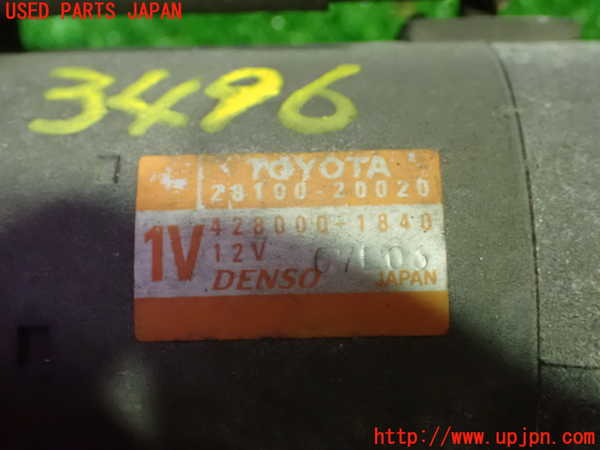 USED PARTS JAPAN
3496
TOYOTA
28100-20020
428000-1840
1V
12V
DENSO
JAPAN
http://www.upjpn.com/